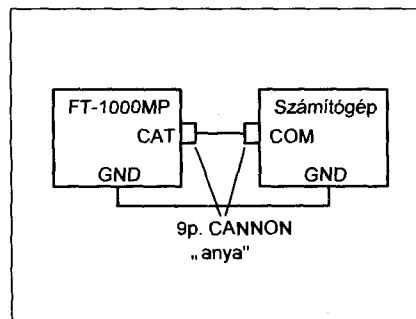 FT-1000MP
CAT
GND
Számítógép
COM
GND
9p. CANNON
„anya"